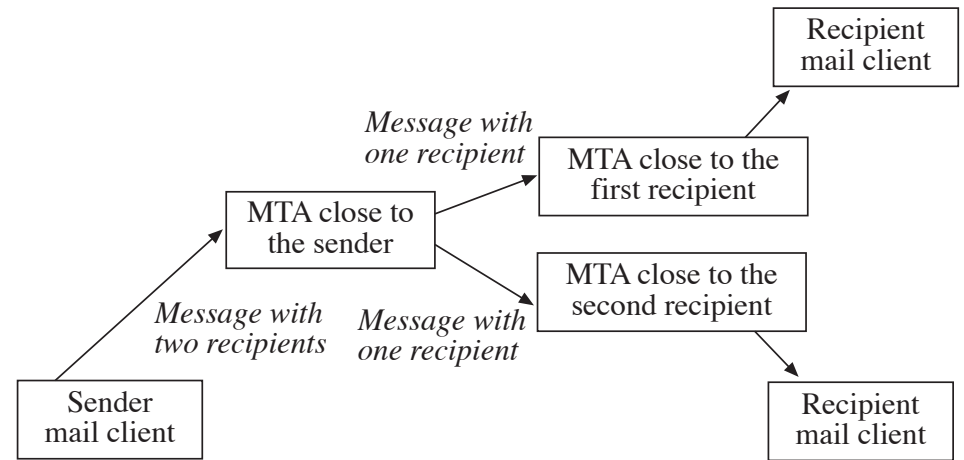 Recipient
mail client
Message with
one recipient
MTA close to the
first recipient
MTA close to
the sender
MTA close to the
second recipient
Message with
two recipients
Message with
one recipient
Sender
mail client
Recipient
mail client